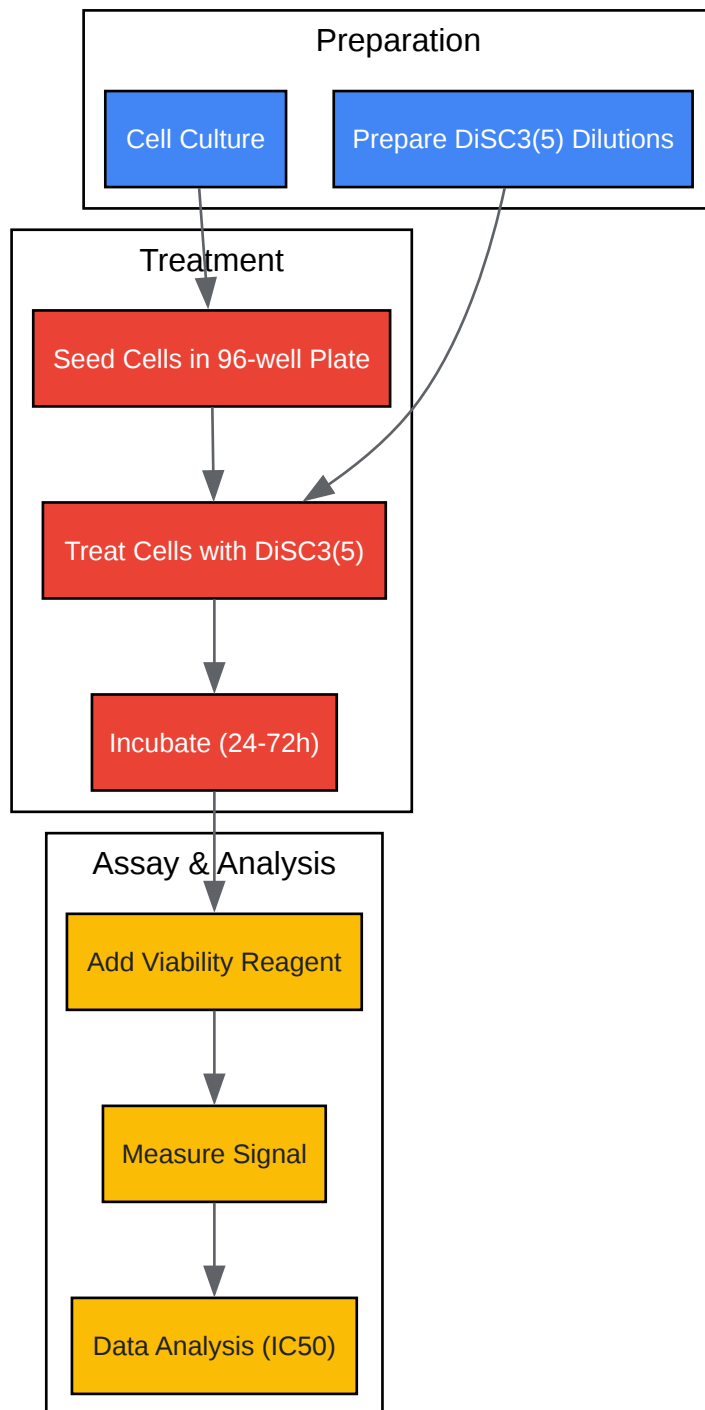 Preparation
Cell Culture
Prepare DiSC3(5) Dilutions
Treatment
Seed Cells in 96-well Plate
Treat Cells with DiSC3(5)
Incubate (24-72h)
Assay & Analysis
Add Viability Reagent
Measure Signal
Data Analysis (IC50)